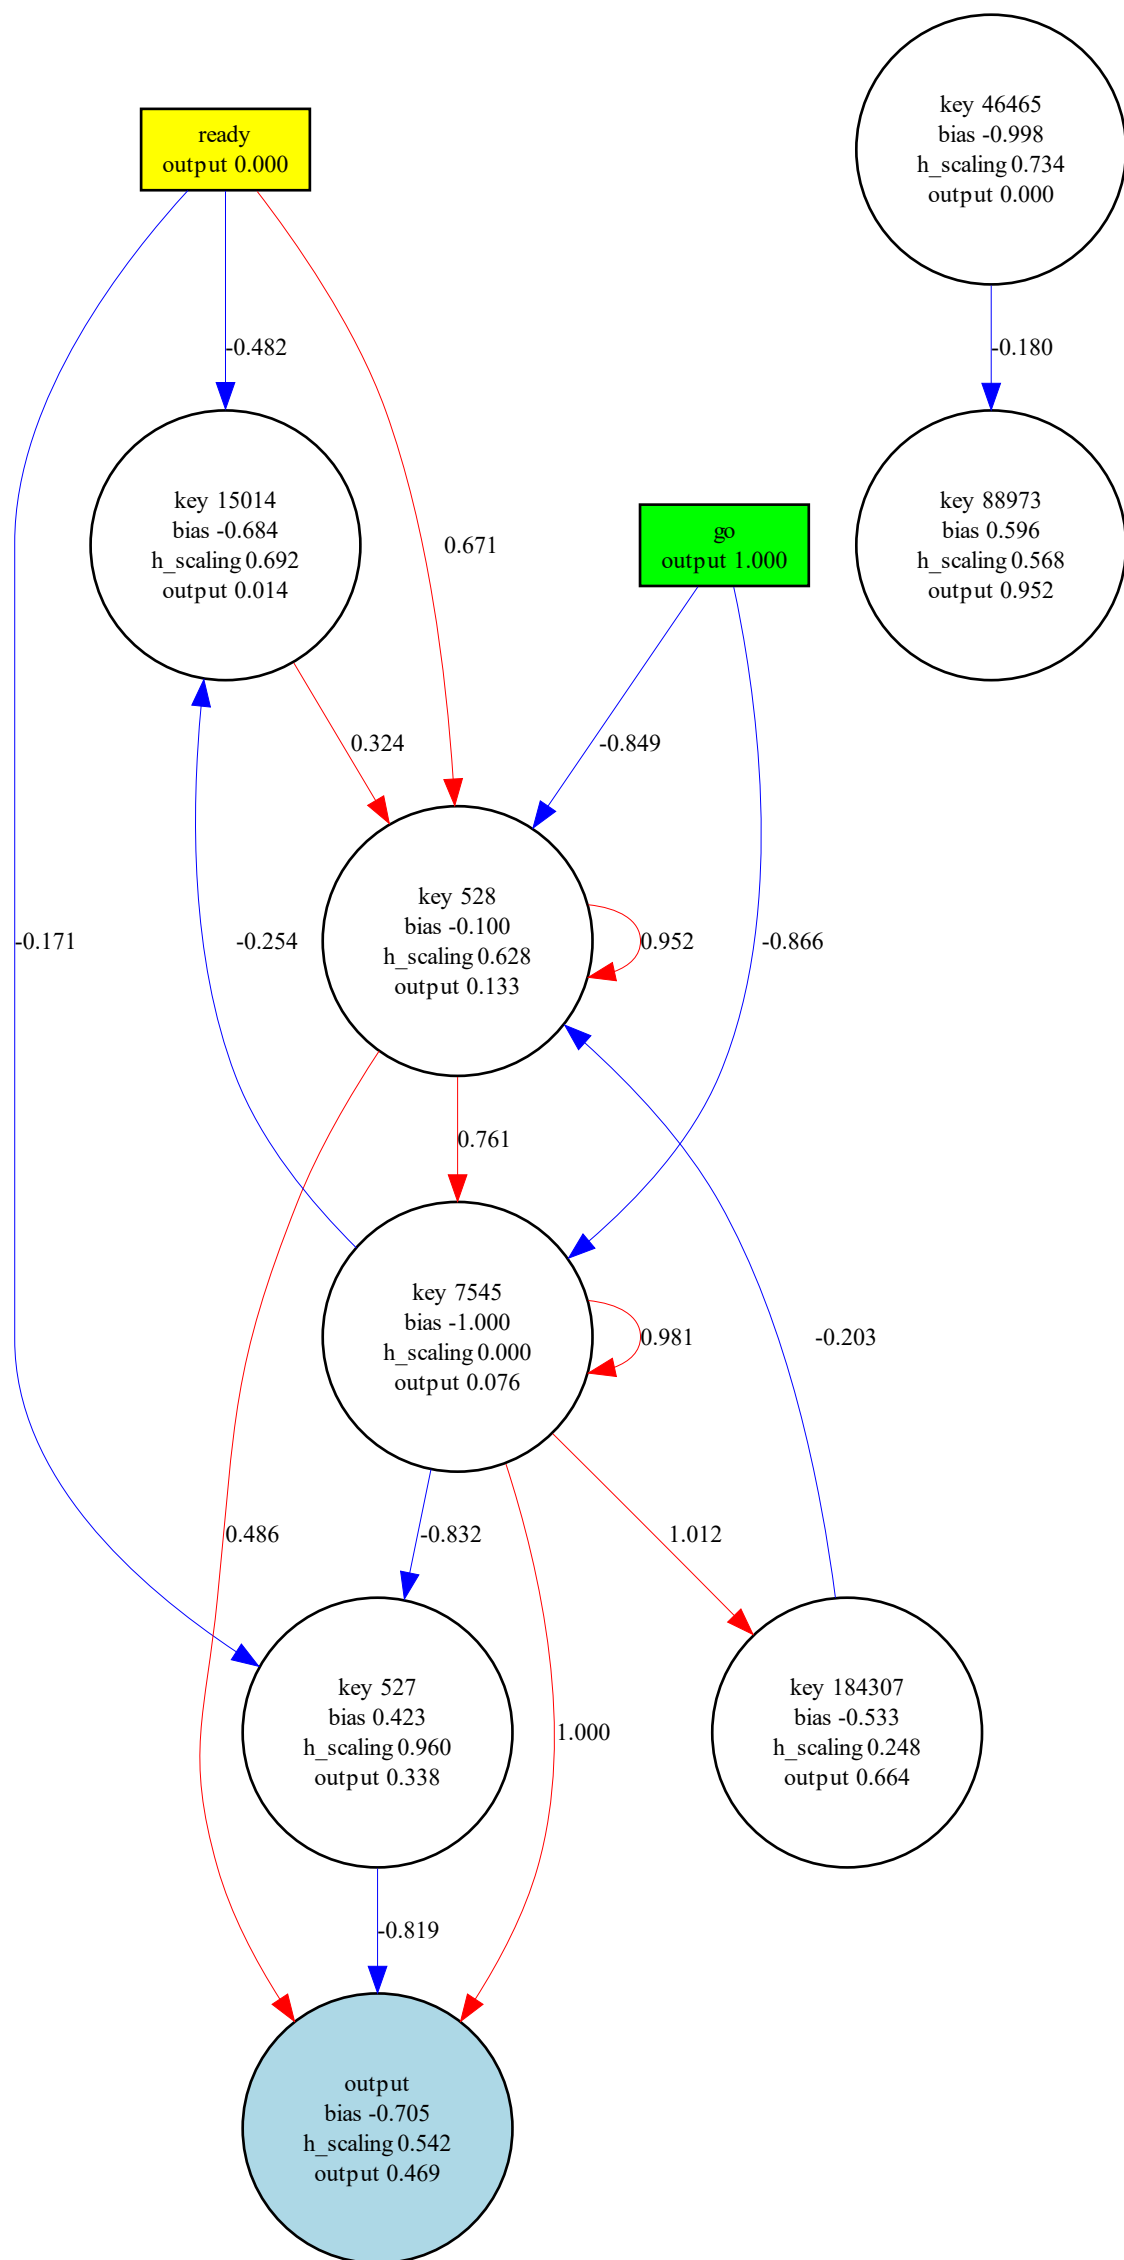 key 46465
bias -0.998
h_scaling 0.734
output 0.000
ready
output 0.000
-0.482
-0.180
key 15014
bias -0.684
h_scaling 0.692
output 0.014
0.671
go
output 1.000
key 88973
bias 0.596
h_scaling 0.568
output 0.952
0.324
-0.849
-0.171
-0.254
key 528
bias -0.100
h_scaling 0.628
output 0.133
0.952
-0.866
0.761
key 7545
bias -1.000
h_scaling 0.000
output 0.076
0.981
-0.203
0.486
-0.832
1.012
key 527
bias 0.423
h_scaling 0.960
output 0.338
1.000
key 184307
bias -0.533
h_scaling 0.248
output 0.664
-0.819
output
bias -0.705
h_scaling 0.542
output 0.469